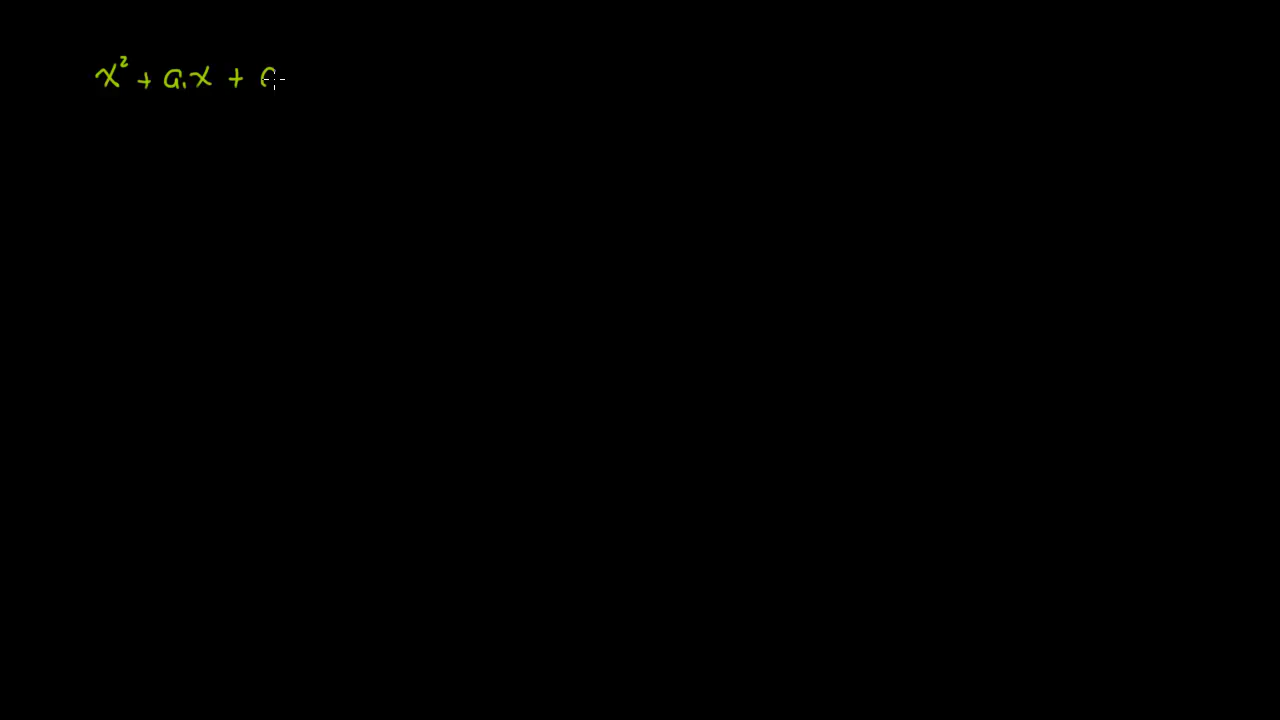 x² + a₁x +